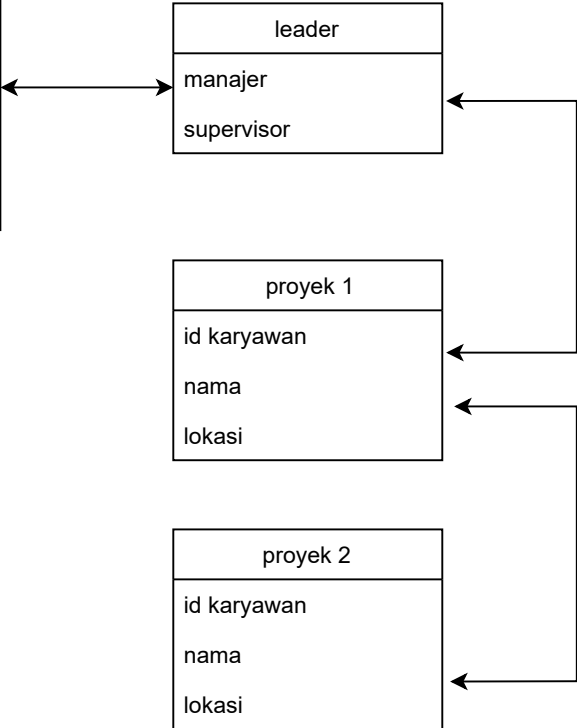 leader
manajer
supervisor
proyek 1
id karyawan
nama
lokasi
proyek 2
id karyawan
nama
lokasi